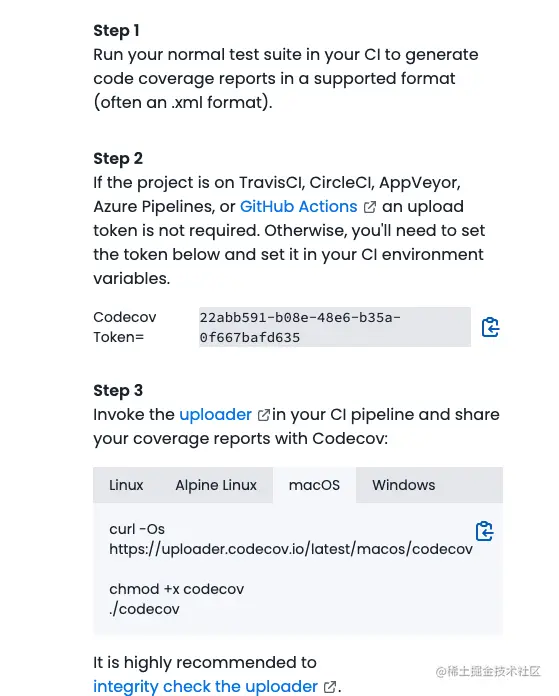 Step 1
Run your normal test suite in your CI to generate
code coverage reports in a supported format
(often an .xml format).
Step 2
If the project is on TravisCI, CircleCI, AppVeyor,
Azure Pipelines, or GitHub Actions an upload
token is not required. Otherwise, you'll need to set
the token below and set it in your CI environment
variables.
Codecov 22abb591-b08e-48e6-b35a-
Token= 0f667bafd635
Step 3
Invoke the uploader in your CI pipeline and share
your coverage reports with Codecov:
Linux Alpine Linux macOS Windows
curl -Os
https://uploader.codecov.io/latest/macos/codecov
chmod +x codecov
./codecov
It is highly recommended to
integrity check the uploader .
@稀土掘金技术社区